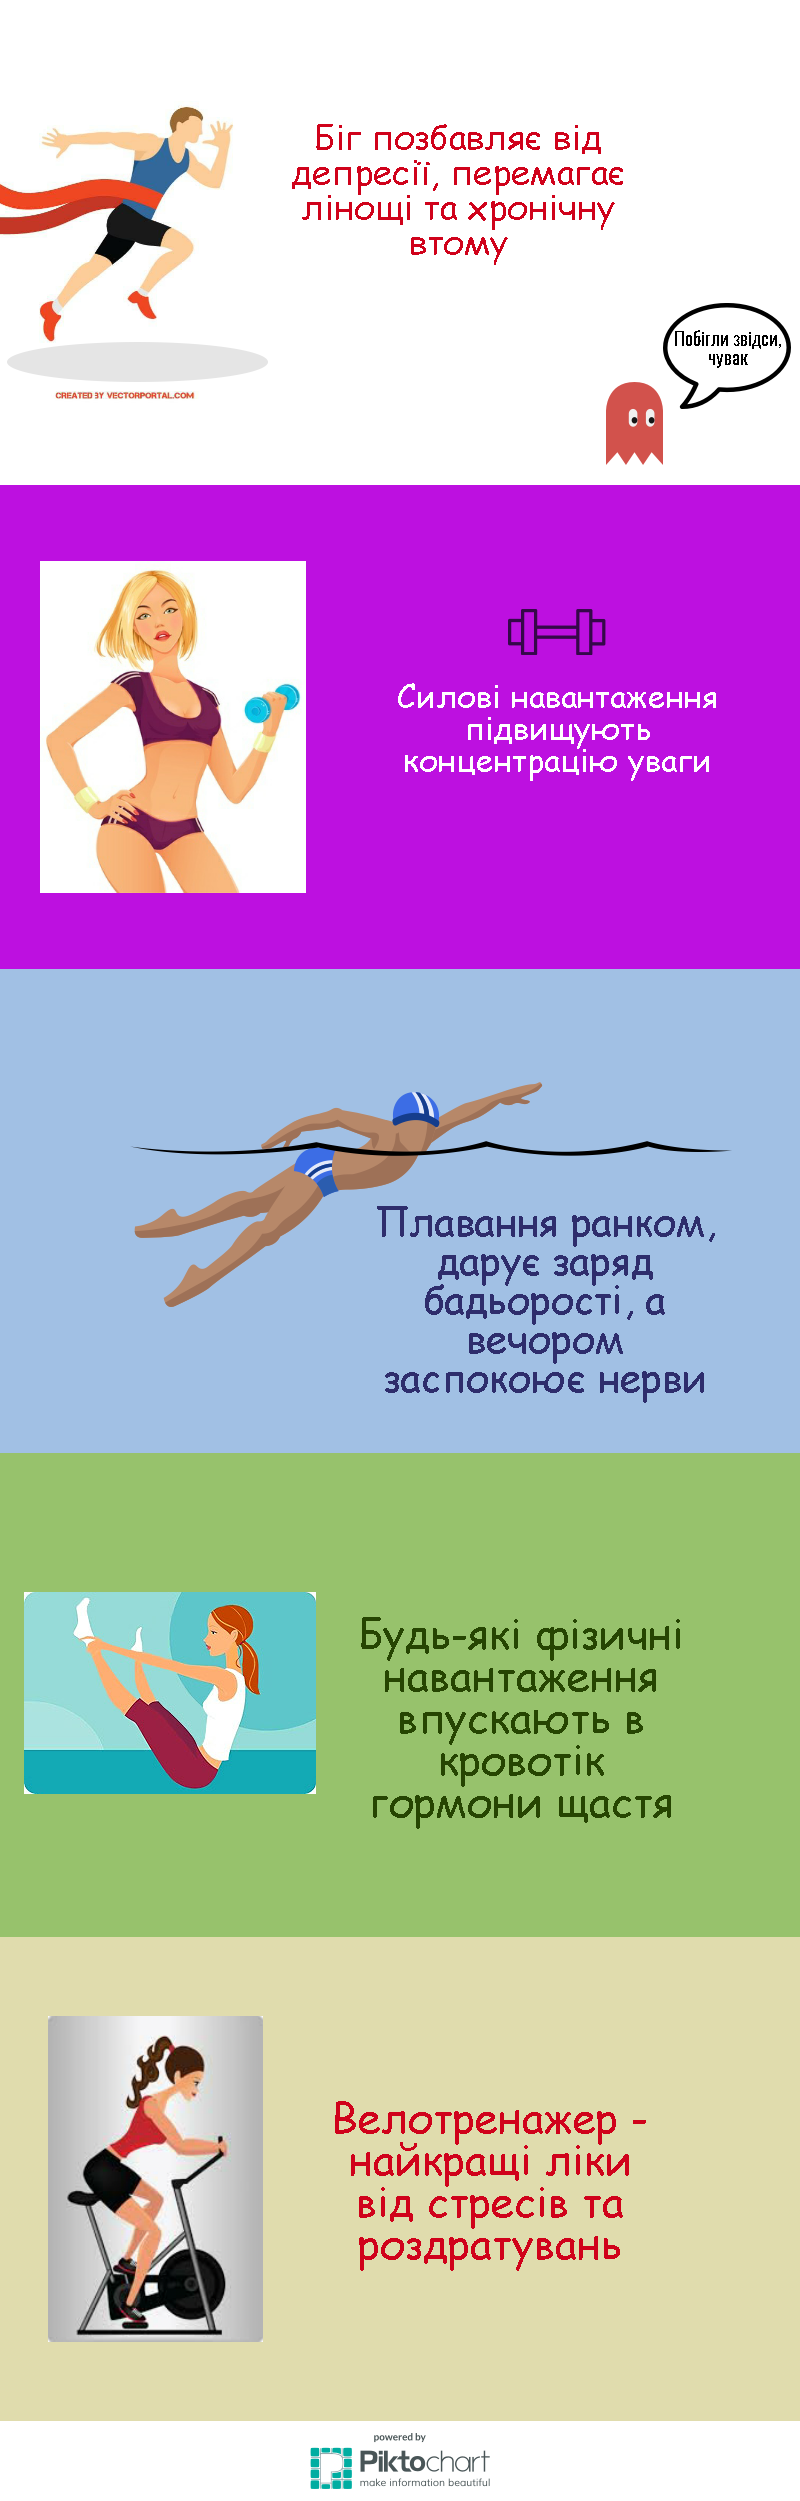 Біг позбавляє від
депресії, перемагає
лінощі та хронічну
втому
CREATED BY VECTORPORTAL.COM
Побігли звідси,
чувак
Силові навантаження
підвищують
концентрацію уваги
Плавання ранком,
дарує заряд
бадьорості, а
вечором
заспокоює нерви
Будь-які фізичні
навантаження
впускають в
кровотік
гормони щастя
Велотренажер -
найкращі ліки
від стресів та
роздратувань
powered by
Piktochart
make information beautiful